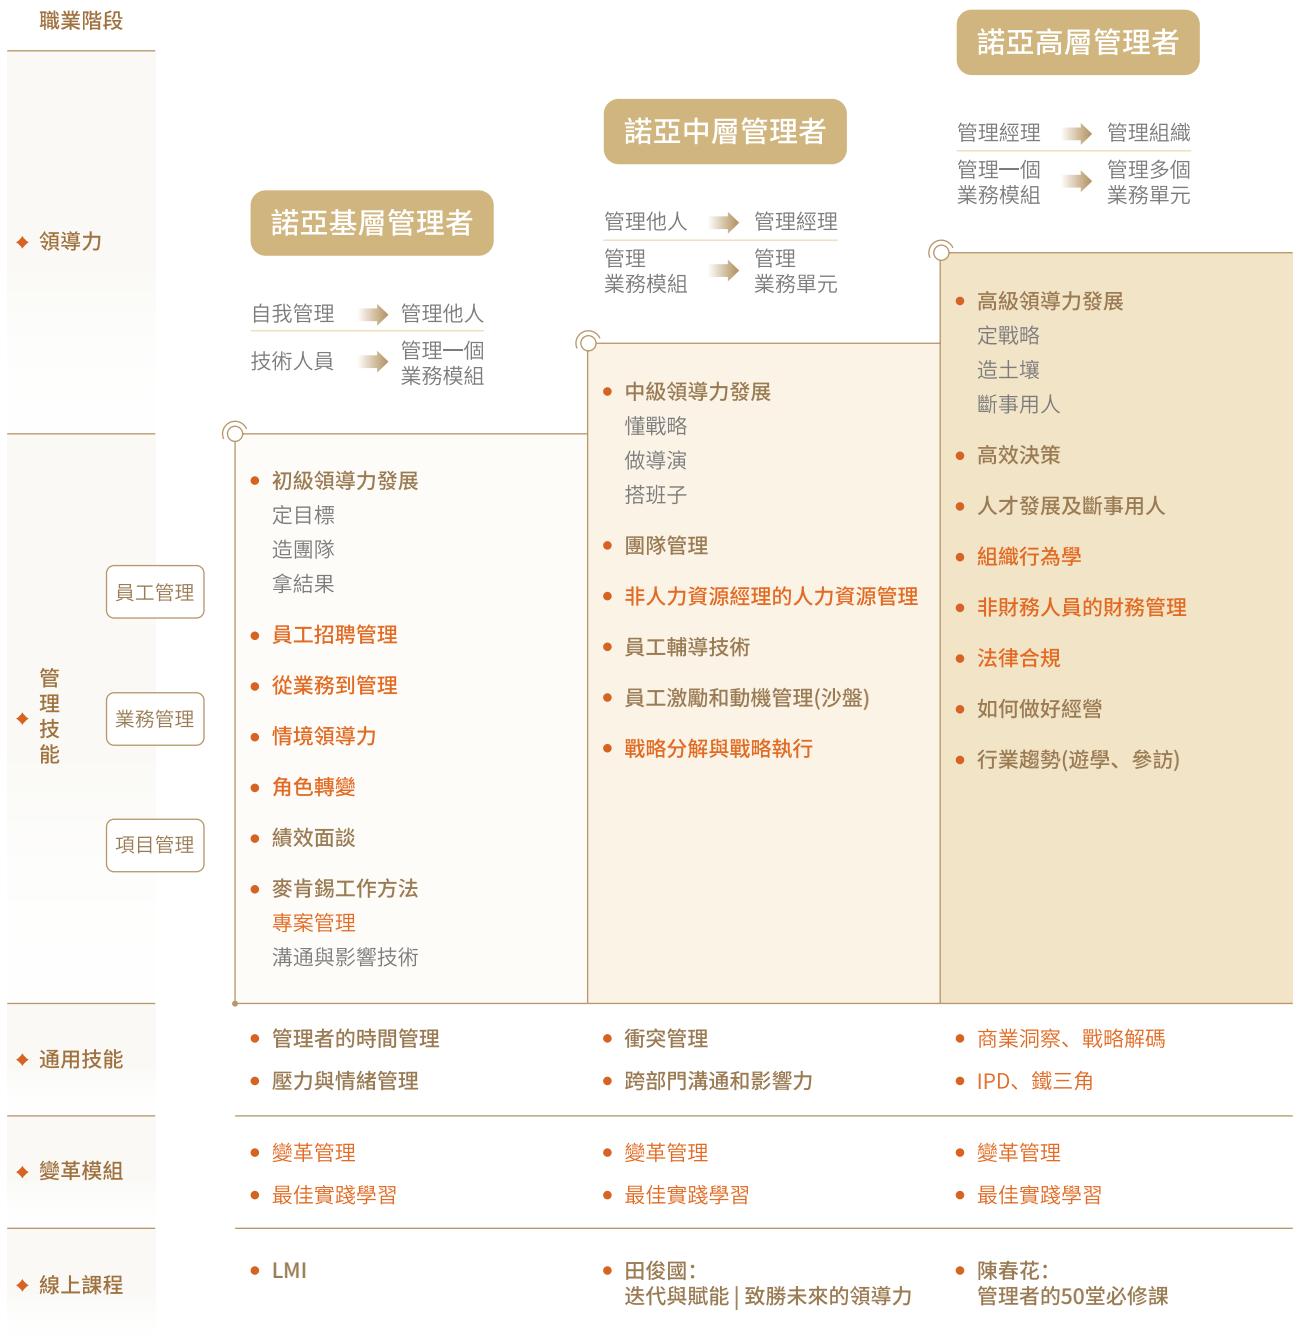 職業階段
領導力
管
理
技
能
員工管理
業務管理
項目管理
通用技能
變革模組
線上課程
諾亞基層管理者
自我管理 管理他人
技術人員 管理一個
業務模組
初級領導力發展
定目標
造團隊
拿結果
員工招聘管理
從業務到管理
情境領導力
角色轉變
績效面談
麥肯錫工作方法
專案管理
溝通與影響技術
管理者的時間管理
壓力與情緒管理
變革管理
最佳實踐學習
LMI
諾亞中層管理者
管理他人 管理經理
管理 管理
業務模組 業務單元
中級領導力發展
懂戰略
做導演
搭班子
團隊管理
非人力資源經理的人力資源管理
員工輔導技術
員工激勵和動機管理(沙盤)
戰略分解與戰略執行
衝突管理
跨部門溝通和影響力
變革管理
最佳實踐學習
田俊國：
迭代與賦能 | 致勝未來的領導力
諾亞高層管理者
管理經理 管理組織
管理一個 管理多個
業務模組 業務單元
高級領導力發展
定戰略
造土壤
斷事用人
高效決策
人才發展及斷事用人
組織行為學
非財務人員的財務管理
法律合規
如何做好經營
行業趨勢(遊學、參訪)
商業洞察、戰略解碼
IPD、鐵三角
變革管理
最佳實踐學習
陳春花：
管理者的50堂必修課